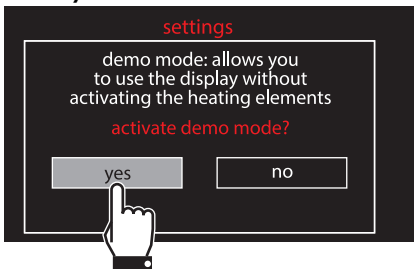 settings
demo mode: allows you
to use the display without
activating the heating elements
activate demo mode?
yes
no